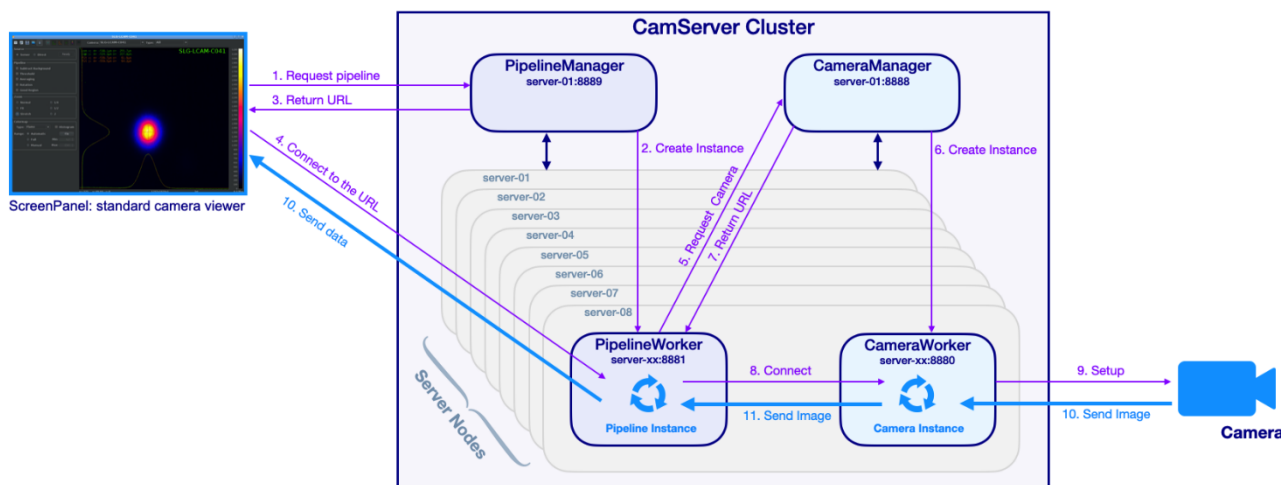 CamServer Cluster
SLG-LCAM-C041
PipelineManager
server-01:8889
CameraManager
server-01:8888
1. Request pipeline
3. Return URL
2. Create Instance
6. Create Instance
4. Connect to the URL
10. Send data
5. Request Camera
7. Return URL
ScreenPanel: standard camera viewer
server-01
server-02
server-03
server-04
server-05
server-06
server-07
server-08
Server Nodes
PipelineWorker
server-xx:8881
Pipeline Instance
CameraWorker
server-xx:8880
Camera Instance
8. Connect
11. Send Image
9. Setup
10. Send Image
Camera